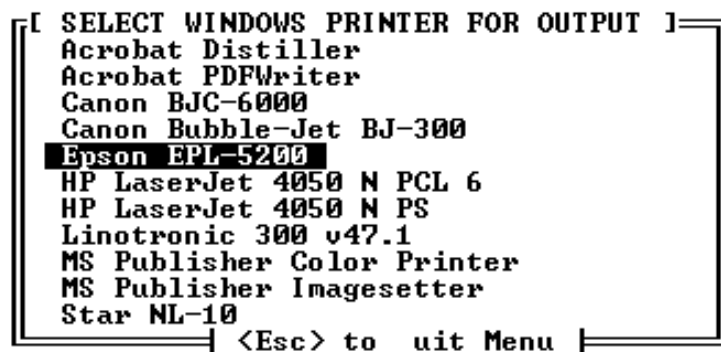 [ SELECT WINDOWS PRINTER FOR OUTPUT ]
Acrobat Distiller
Acrobat PDFWriter
Canon BJC-6000
Canon Bubble-Jet BJ-300
Epson EPL-5200
HP LaserJet 4050 N PCL 6
HP LaserJet 4050 N PS
Linotronic 300 v47.1
MS Publisher Color Printer
MS Publisher Imagesetter
Star NL-10
<Esc> to  uit Menu